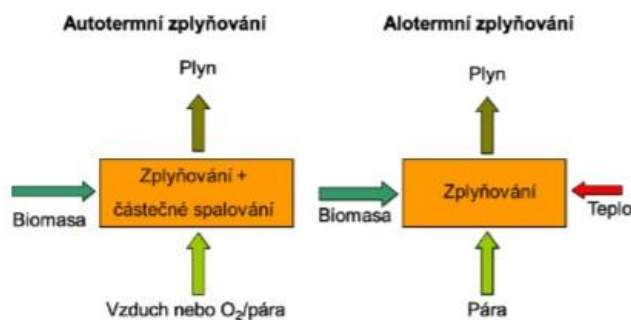 Autotermní zplyňování
Plyn
Biomasa
Zplyňování +
částečné spalování
Vzduch nebo O₂/pára
Alotermní zplyňování
Plyn
Biomasa
Zplyňování
Teplo
Pára